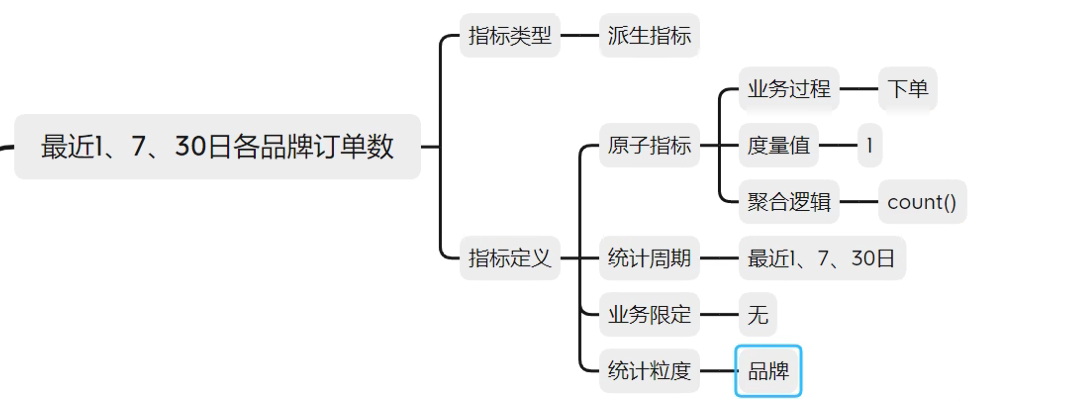 最近1、7、30日各品牌订单数
指标类型
派生指标
指标定义
原子指标
业务过程
下单
度量值
1
聚合逻辑
count()
统计周期
最近1、7、30日
业务限定
无
统计粒度
品牌